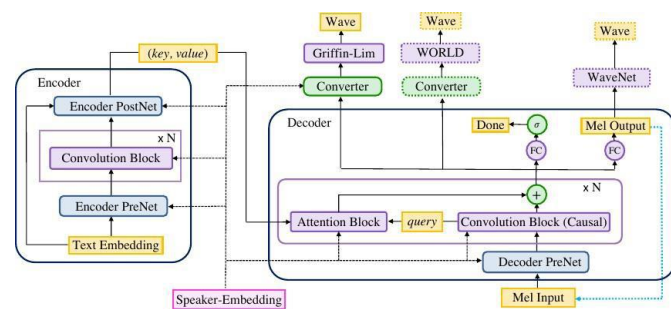 Wave
Wave
Wave
(key, value)
Griffin-Lim
WORLD
WaveNet
Encoder
Converter
Converter
Encoder PostNet
Decoder
Done
σ
Mel Output
x N
Convolution Block
FC
FC
x N
Encoder PreNet
+
Attention Block
query
Convolution Block (Causal)
Text Embedding
Decoder PreNet
Speaker-Embedding
Mel Input